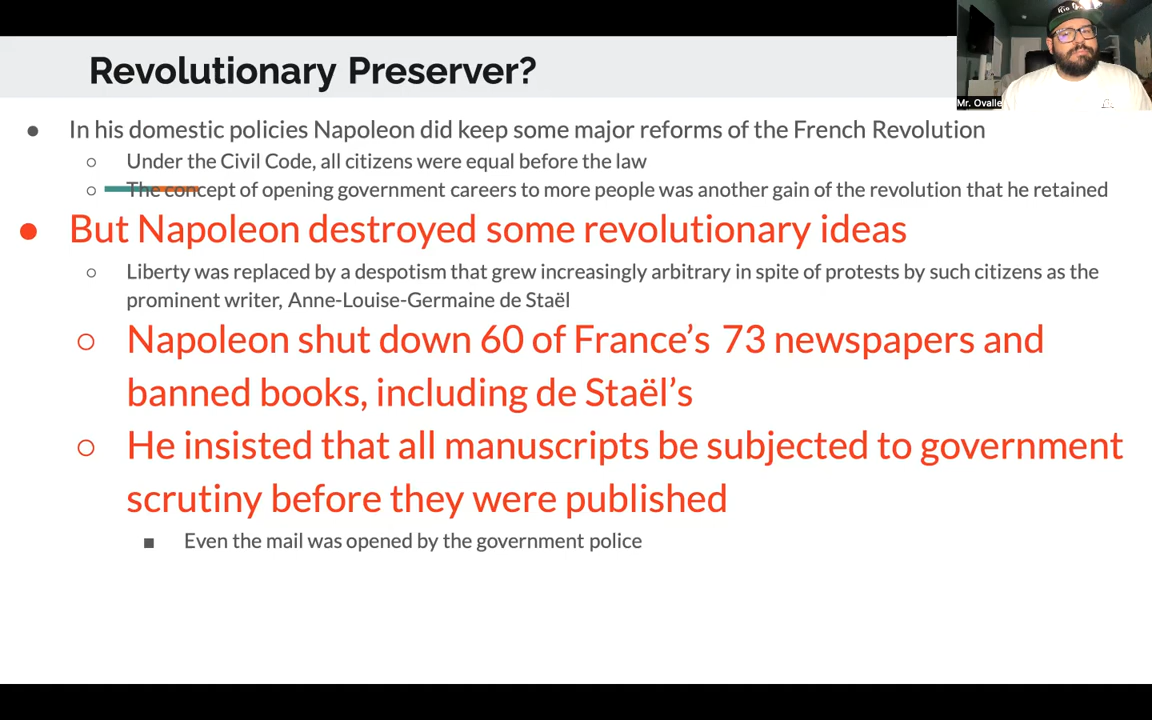 Revolutionary Preserver?
Mr. Ovalle
● In his domestic policies Napoleon did keep some major reforms of the French Revolution
○ Under the Civil Code, all citizens were equal before the law
○ The concept of opening government careers to more people was another gain of the revolution that he retained
● But Napoleon destroyed some revolutionary ideas
○ Liberty was replaced by a despotism that grew increasingly arbitrary in spite of protests by such citizens as the
prominent writer, Anne-Louise-Germaine de Staël
○ Napoleon shut down 60 of France’s 73 newspapers and
banned books, including de Staël’s
○ He insisted that all manuscripts be subjected to government
scrutiny before they were published
■ Even the mail was opened by the government police